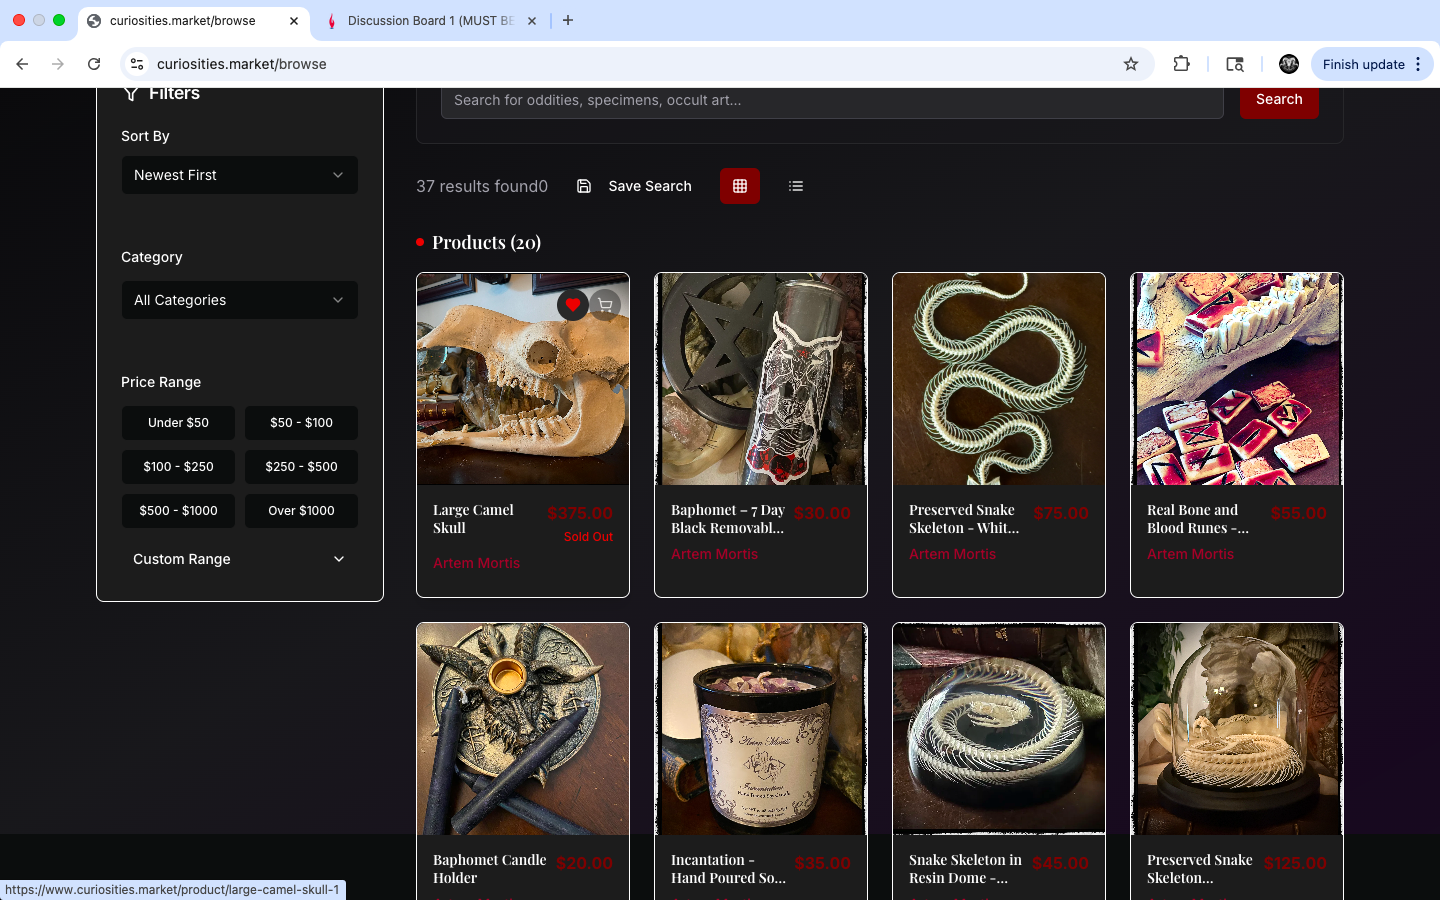 curiosities.market/browse
Discussion Board 1 (MUST BE
curiosities.market/browse
Finish update
Filters
Search for oddities, specimens, occult art...
Search
Sort By
Newest First
37 results found0
Save Search
Products (20)
Category
All Categories
Price Range
Under $50
$50 - $100
$100 - $250
$250 - $500
$500 - $1000
Over $1000
Custom Range
Large Camel
Skull
$375.00
Sold Out
Artem Mortis
Baphomet – 7 Day
Black Removabl...
$30.00
Artem Mortis
Preserved Snake
Skeleton - Whit...
$75.00
Artem Mortis
Real Bone and
Blood Runes -...
$55.00
Artem Mortis
Artem Mortis
Incantation
Baphomet Candle
Holder
$20.00
Incantation -
Hand Poured So...
$35.00
Snake Skeleton in
Resin Dome -...
$45.00
Preserved Snake
Skeleton...
$125.00
https://www.curiosities.market/product/large-camel-skull-1